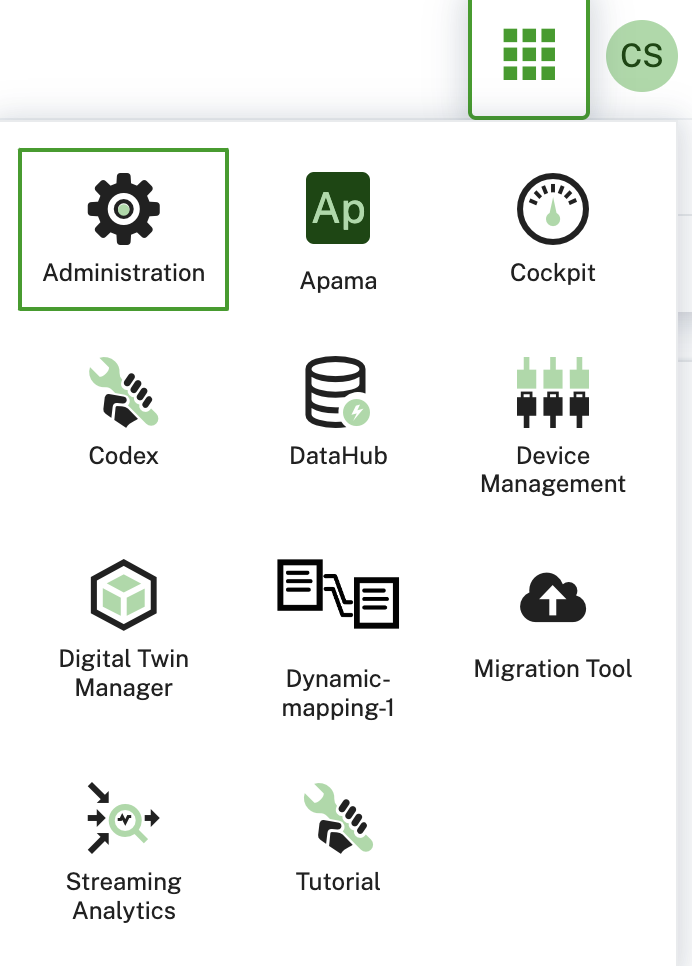 CS
Administration
Ap
Apama
Cockpit
Codex
DataHub
Device
Management
Digital Twin
Manager
Dynamic-
mapping-1
Migration Tool
Streaming
Analytics
Tutorial